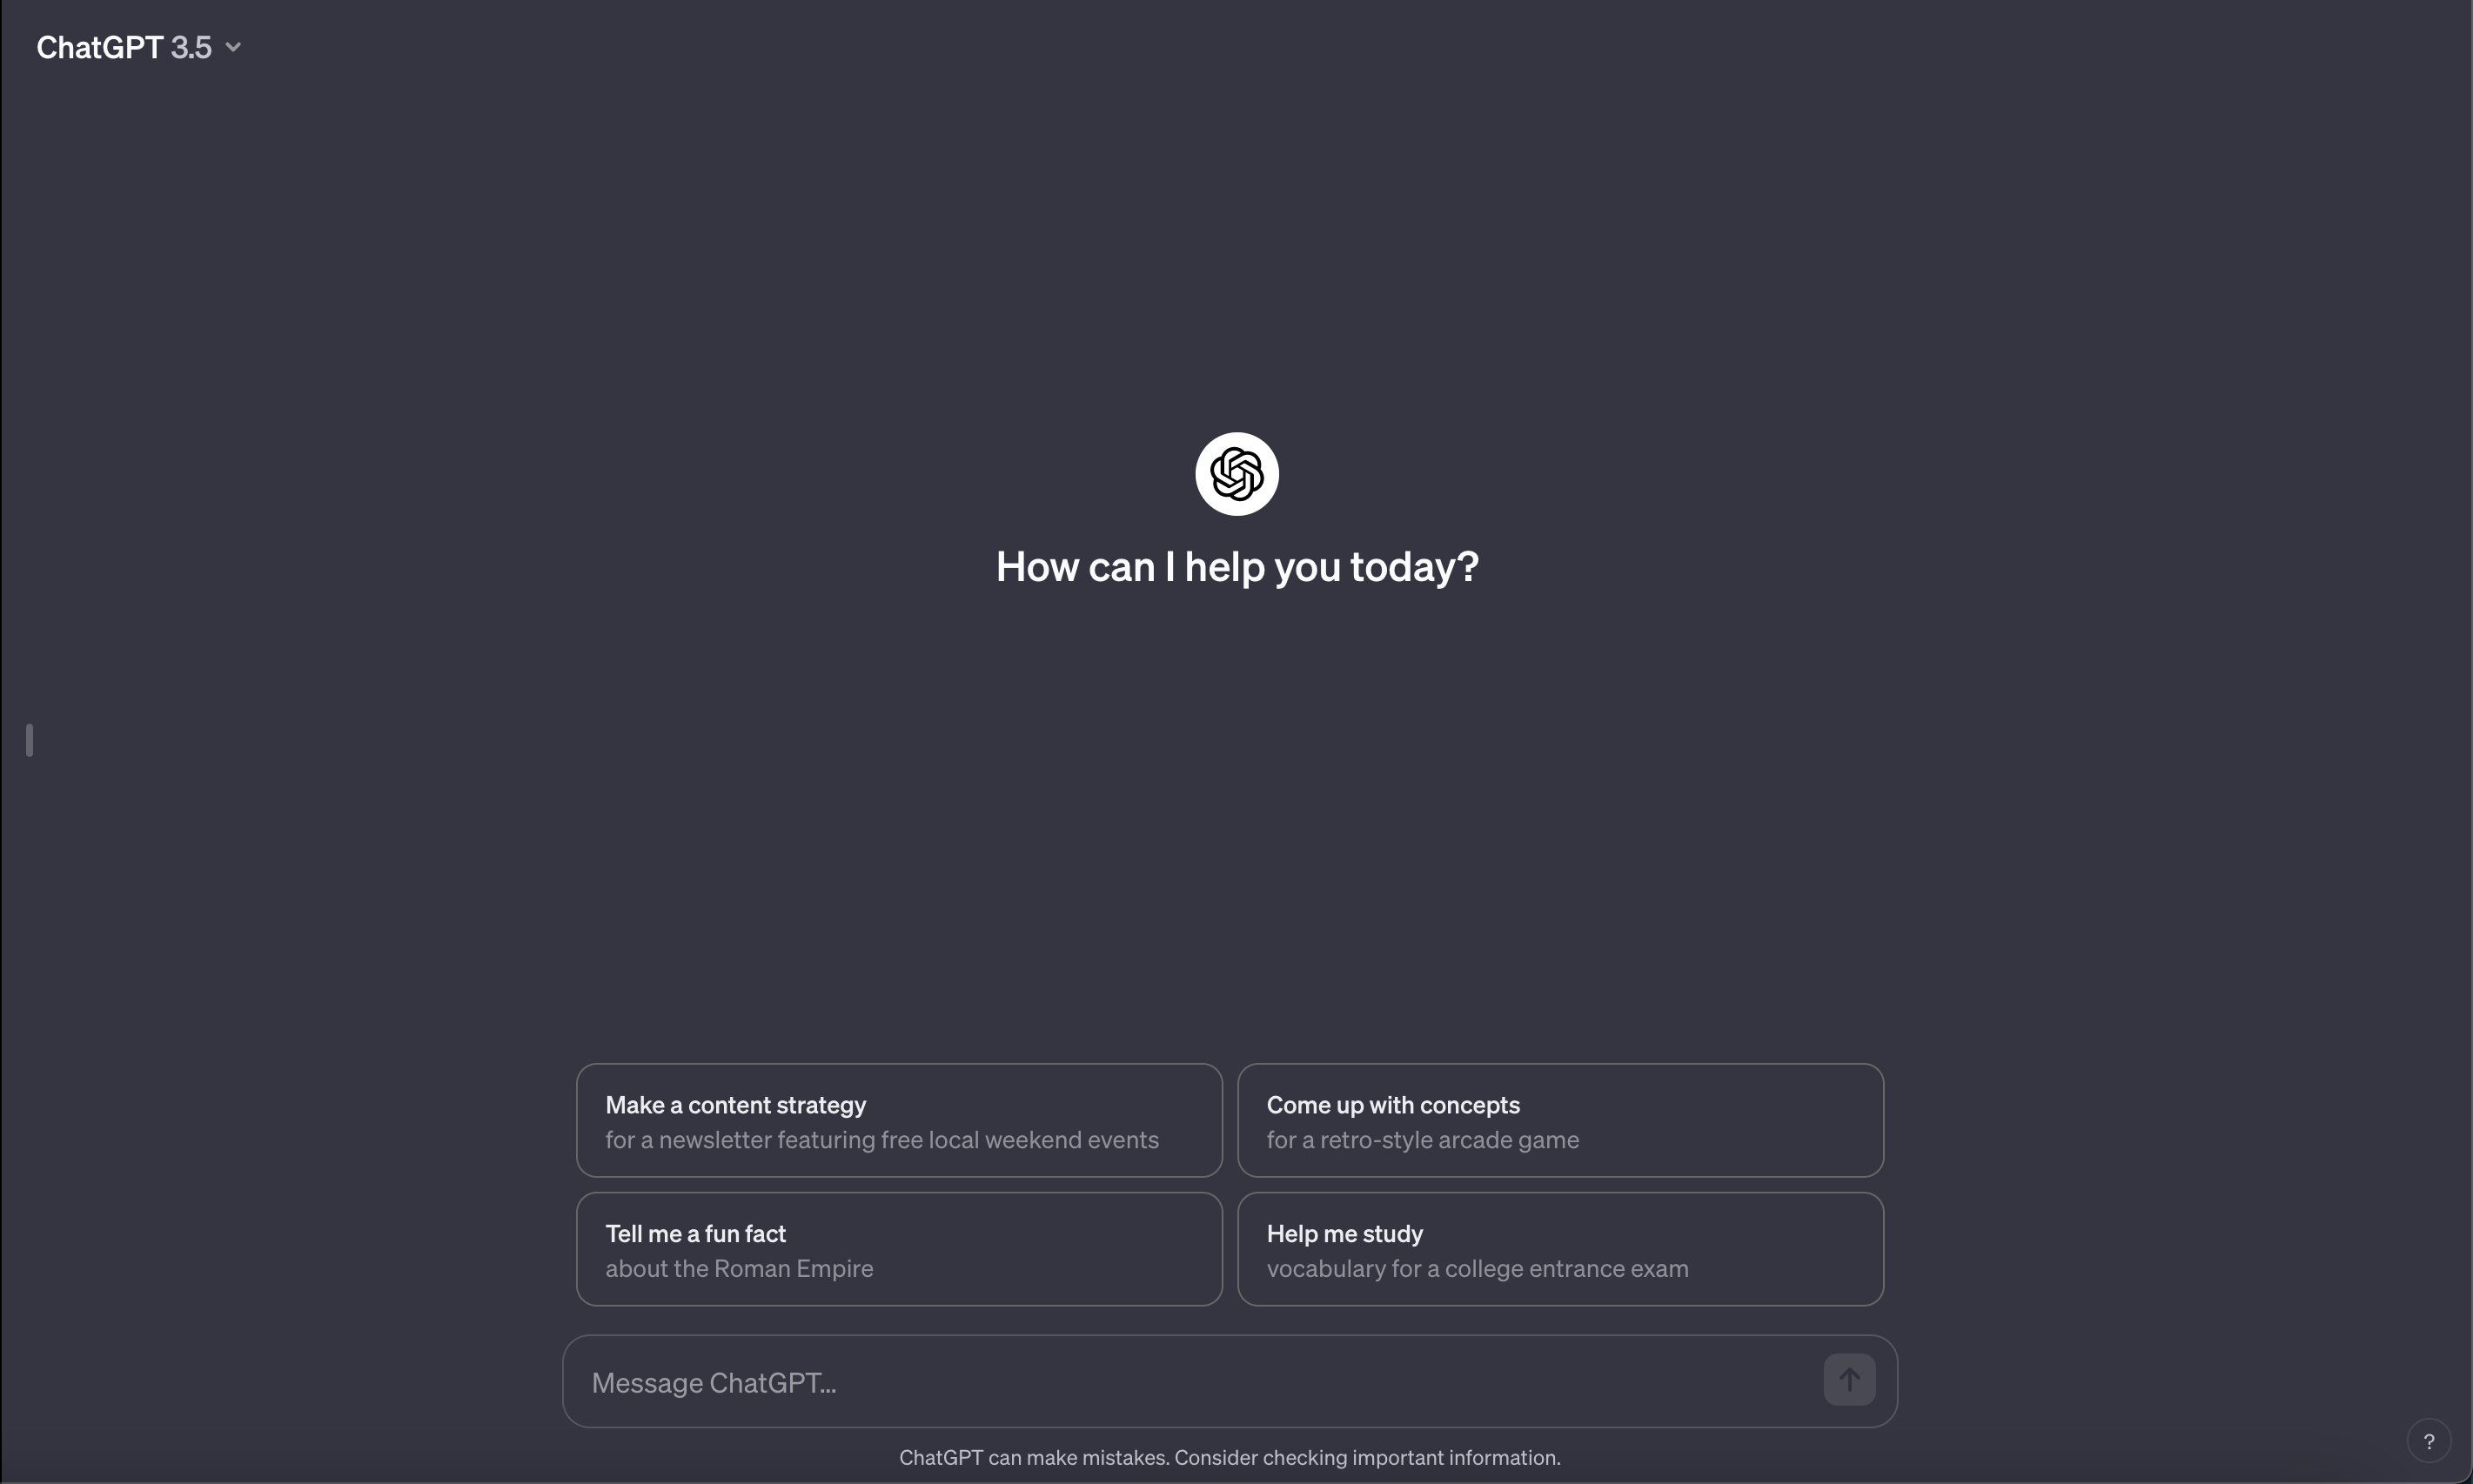 ChatGPT 3.5
How can I help you today?
Make a content strategy
for a newsletter featuring free local weekend events
Come up with concepts
for a retro-style arcade game
Tell me a fun fact
about the Roman Empire
Help me study
vocabulary for a college entrance exam
Message ChatGPT...
ChatGPT can make mistakes. Consider checking important information.
?